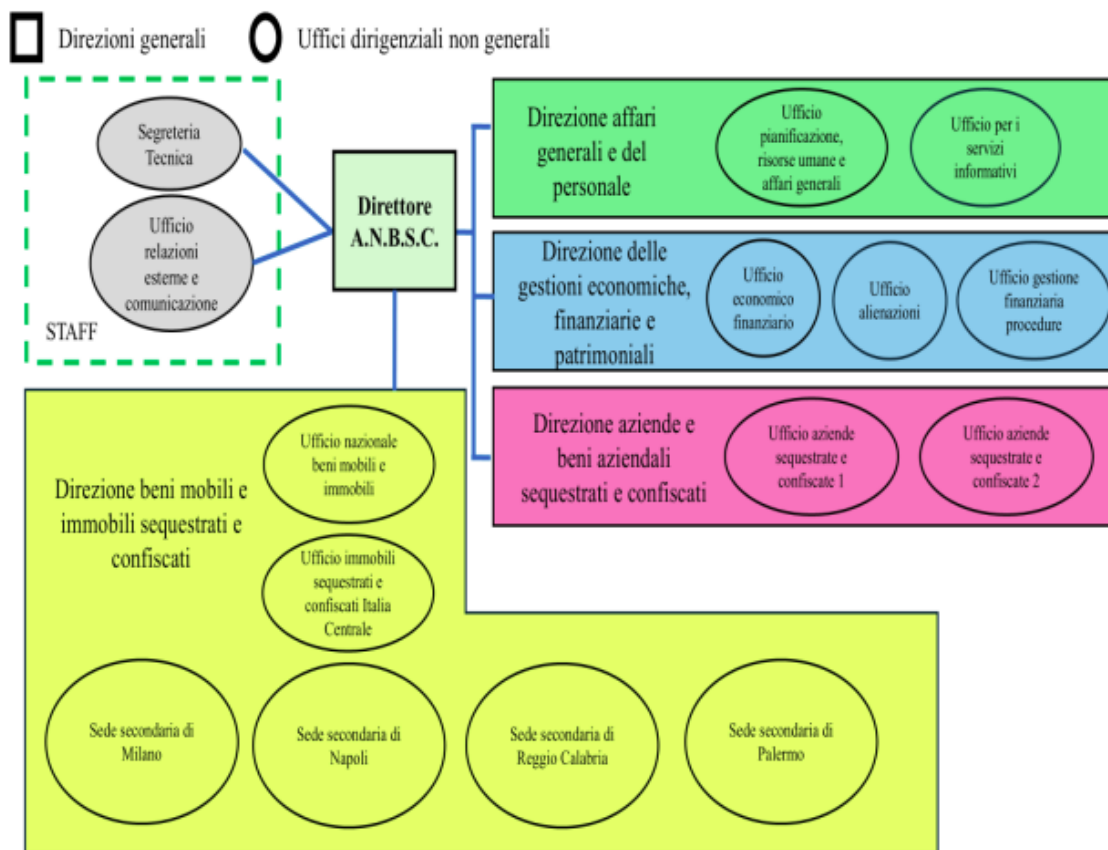 Direzioni generali
Uffici dirigenziali non generali
Segreteria
Tecnica
Ufficio
relazioni
esterne e
comunicazione
STAFF
Direttore
A.N.B.S.C.
Direzione affari
generali e del
personale
Ufficio
pianificazione,
risorse umane e
affari generali
Ufficio per i
servizi
informativi
Direzione delle
gestioni economiche,
finanziarie e
patrimoniali
Ufficio
economico
finanziario
Ufficio
alienazioni
Ufficio gestione
finanziaria
procedure
Direzione aziende e
beni aziendali
sequestrati e confiscati
Ufficio aziende
sequestrate e
confiscate 1
Ufficio aziende
sequestrate e
confiscate 2
Direzione beni mobili e
immobili sequestrati e
confiscati
Ufficio nazionale
beni mobili e
immobili
Ufficio immobili
sequestrati e
confiscati Italia
Centrale
Sede secondaria di
Milano
Sede secondaria di
Napoli
Sede secondaria di
Reggio Calabria
Sede secondaria di
Palermo